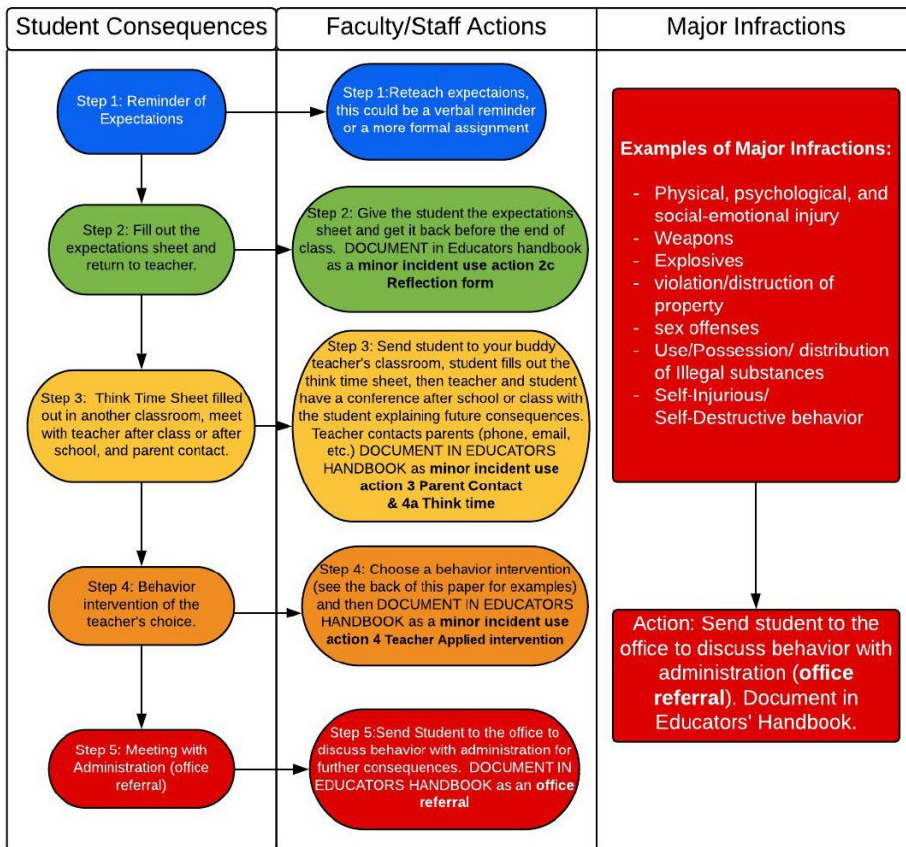 Student Consequences
Faculty/Staff Actions
Major Infractions
Step 1: Reminder of
Expectations
Step 1:Reteach expectaions,
this could be a verbal reminder
or a more formal assignment
Step 2: Fill out the
expectations sheet and
return to teacher.
Step 2: Give the student the expectations
sheet and get it back before the end of
class. DOCUMENT in Educators handbook
as a minor incident use action 2c
Reflection form
Step 3: Think Time Sheet filled
out in another classroom, meet
with teacher after class or after
school, and parent contact.
Step 3: Send student to your buddy
teacher's classroom, student fills out the
think time sheet, then teacher and student
have a conference after school or class with
the student explaining future consequences.
Teacher contacts parents (phone, email,
etc.) DOCUMENT IN EDUCATORS
HANDBOOK as minor incident use
action 3 Parent Contact
& 4a Think time
Step 4: Behavior
intervention of the
teacher's choice.
Step 4: Choose a behavior intervention
(see the back of this paper for examples)
and then DOCUMENT IN EDUCATORS
HANDBOOK as a minor incident use
action 4 Teacher Applied intervention
Step 5: Meeting with
Administration (office
referral)
Step 5:Send Student to the office to
discuss behavior with administration for
further consequences. DOCUMENT IN
EDUCATORS HANDBOOK as an office
referral
Examples of Major Infractions:
- Physical, psychological, and
social-emotional injury
- Weapons
- Explosives
- violation/distruction of
property
- sex offenses
- Use/Possession/ distribution
of Illegal substances
- Self-Injurious/
Self-Destructive behavior
Action: Send student to the
office to discuss behavior with
administration (office
referral). Document in
Educators' Handbook.